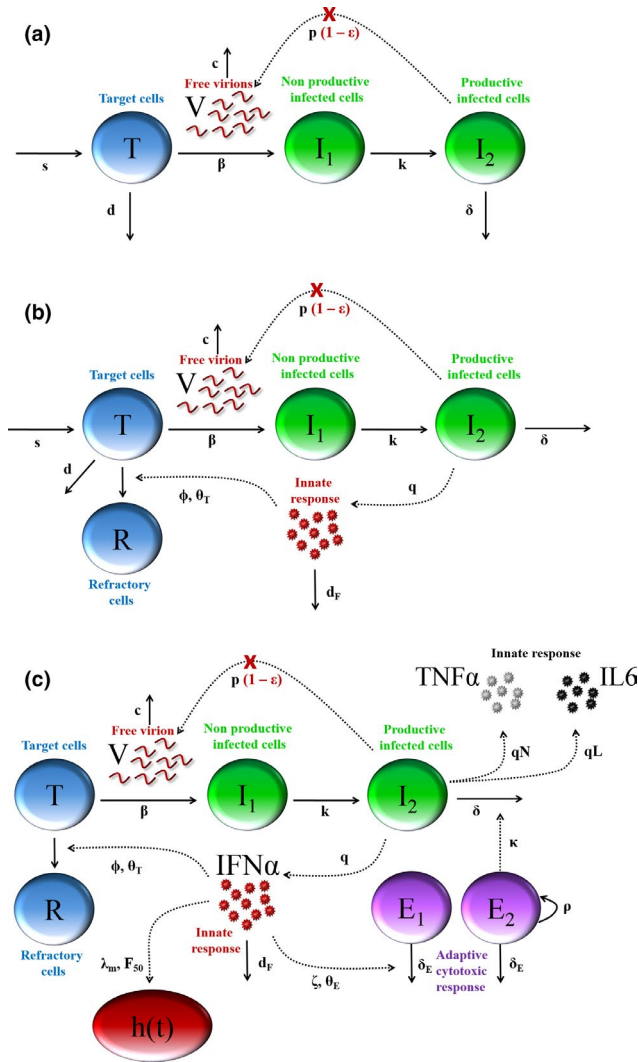 (a)
X
p (1 – ε)
c
Free virions
Non productive
infected cells
Productive
infected cells
Target cells
V
T
I1
I2
s
β
k
d
δ
(b)
X
p (1 – ε)
c
Free virion
Non productive
infected cells
Productive
infected cells
Target cells
V
T
I1
I2
s
β
k
δ
d
ϕ, θT
Innate
response
q
R
Refractory
cells
dF
(c)
X
p (1 – ε)
c
Innate response
TNFα
IL6
Free virion
Non productive
infected cells
Productive
infected cells
Target cells
V
qN
qL
T
I1
I2
β
k
δ
ϕ, θT
IFNα
q
κ
R
E1
E2
ρ
Refractory
cells
Innate
response
Adaptive
cytotoxic
response
λm, F50
dF
ζ, θE
δE
δE
h(t)